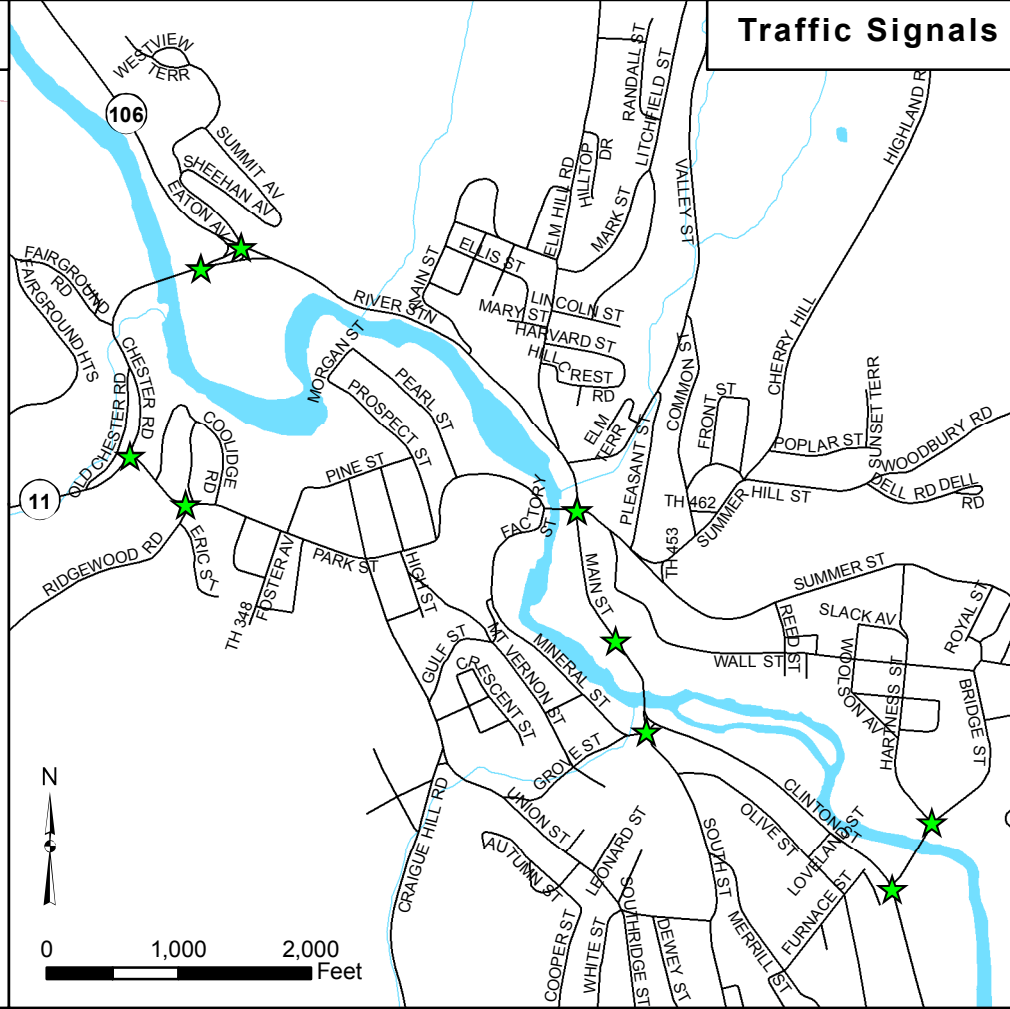 Traffic Signals
WESTVIEW
TERR
106
SUMMIT AV
SHEEHAN AV
EATON AV
RANDALL ST
LITCHFIELD ST
HILLTOP
DR
ELM HILL RD
MARK ST
VALLEY ST
HIGHLAND R
FAIRGROUND
RD
FAIRGROUND HTS
MAIN ST
ELLIS ST
RIVER ST
N
MARY ST
LINCOLN ST
HARVARD ST
HILLCREST
RD
MORGAN ST
PEARL ST
PROSPECT ST
CHESTER RD
OLD CHESTER RD
COOLIDGE
RD
PINE ST
ELM
TERR
PLEASANT ST
COMMON ST
FRONT
ST
CHERRY HILL
POPLAR ST
SUNSET TERR
WOODBURY RD
DELL RD
DELL
RD
11
FACTORY
ST
TH 462
SUMMER
HILL ST
TH 453
RIDGEWOOD RD
ERIC ST
PARK ST
FOSTER AV
TH 348
HIGH ST
MAIN ST
SUMMER ST
SLACK AV
REED ST
ROYAL ST
WALL ST
WOOLSON AV
HARTNESS ST
BRIDGE ST
GULF ST
MT VERNON ST
MINERAL ST
CRESCENT ST
GROVE ST
N
CRAIGUE HILL RD
UNION ST
AUTUMN ST
LEONARD ST
CLINTON ST
OLIVE ST
LOVELAND ST
SOUTH ST
FURNACE ST
MERRILL ST
COOPER ST
WHITE ST
SOUTHRIDGE ST
DEWEY ST
0 1,000 2,000
Feet